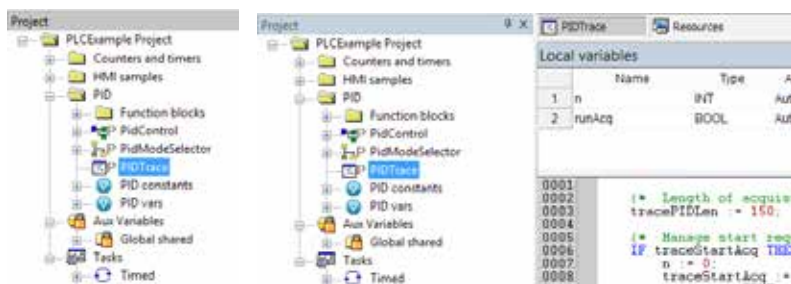 Project
PLCExample Project
Counters and timers
HMI samples
PID
Function blocks
PidControl
PidModeSelector
PIDTrace
PID constants
PID vars
Aux Variables
Global shared
Tasks
Timed
Project
PLCExample Project
Counters and timers
HMI samples
PID
Function blocks
PidControl
PidModeSelector
PIDTrace
PID constants
PID vars
Aux Variables
Global shared
Tasks
Timed
PIDTrace Resources
Local variables
Name Type A
1 n INT Aut
2 runAcq BOOL Aut
0001
0002 (* Length of acquis
0003 tracePIDLen := 150;
0004
0005 (* Manage start req
0006 IF traceStartAcq THE
0007 n := 0;
0008 traceStartAcq :=